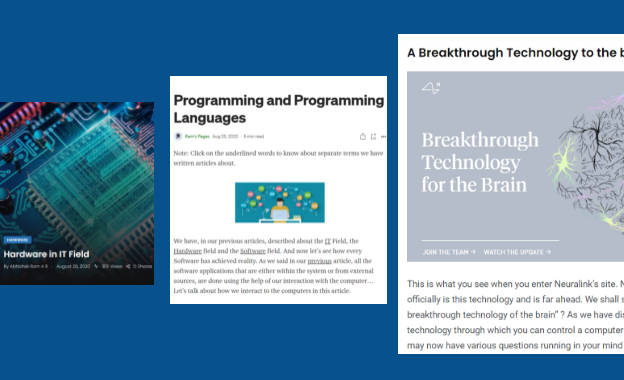 HARDWARE
Hardware in IT Field
By Abhishek Ram A R August 20, 2020 Views 0 Shares
Programming and Programming
Languages
Ram's Pages Aug 23, 2020 5 min read
Note: Click on the underlined words to know about separate terms we have
written articles about.
We have, in our previous articles, described about the IT Field, the
Hardware field and the Software field. And now let's see how every
Software has achieved reality. As we said in our previous article, all the
software applications that are either within the system or from external
sources, are done using the help of our interaction with the computer…
Let's talk about how we interact to the computers in this article.
A Breakthrough Technology to the b
Breakthrough
Technology
for the Brain
JOIN THE TEAM → WATCH THE UPDATE →
This is what you see when you enter Neuralink's site. N
officially is this technology and is far ahead. We shall s
breakthrough technology of the brain" ? As we have dis
technology through which you can control a computer
may now have various questions running in your mind